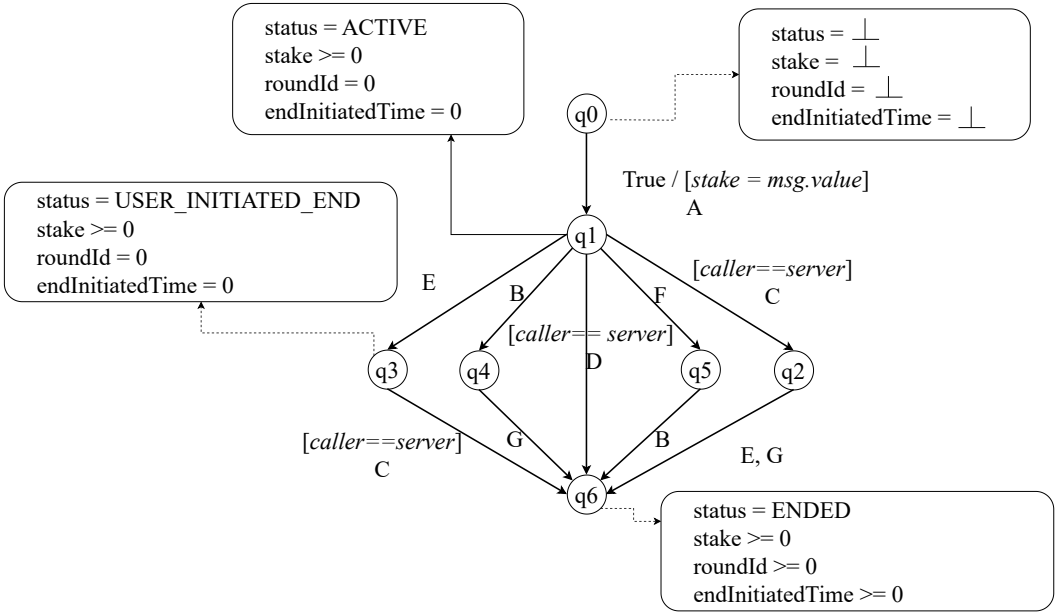 status = ACTIVE
stake >= 0
roundId = 0
endInitiatedTime = 0
status = ⊥
stake = ⊥
roundId = ⊥
endInitiatedTime = ⊥
q0
True / [stake = msg.value]
A
status = USER_INITIATED_END
stake >= 0
roundId = 0
endInitiatedTime = 0
q1
E
B
F
[caller==server]
C
[caller== server]
D
q3
q4
q5
q2
[caller==server]
C
G
B
E, G
q6
status = ENDED
stake >= 0
roundId >= 0
endInitiatedTime >= 0